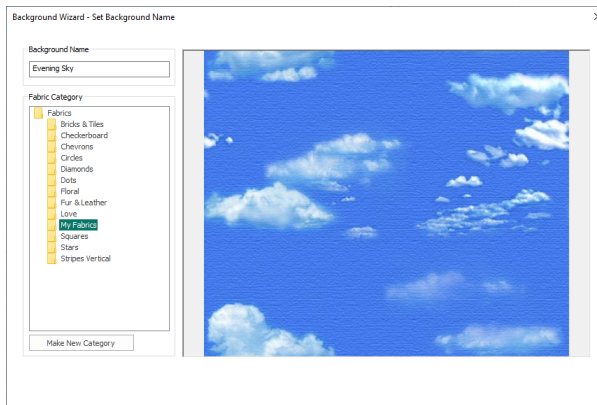 Background Wizard - Set Background Name
Background Name
Evening Sky
Fabric Category
Fabrics
Bricks & Tiles
Checkerboard
Chevrons
Circles
Diamonds
Dots
Floral
Fur & Leather
Love
My Fabrics
Squares
Stars
Stripes Vertical
Make New Category